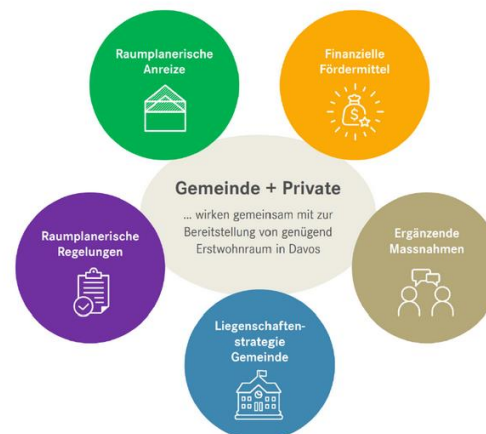 Raumplanerische
Anreize
Finanzielle
Fördermittel
$
Gemeinde + Private
... wirken gemeinsam mit zur
Bereitstellung von genügend
Erstwohnraum in Davos
Raumplanerische
Regelungen
Ergänzende
Massnahmen
Liegenschaften-
strategie
Gemeinde